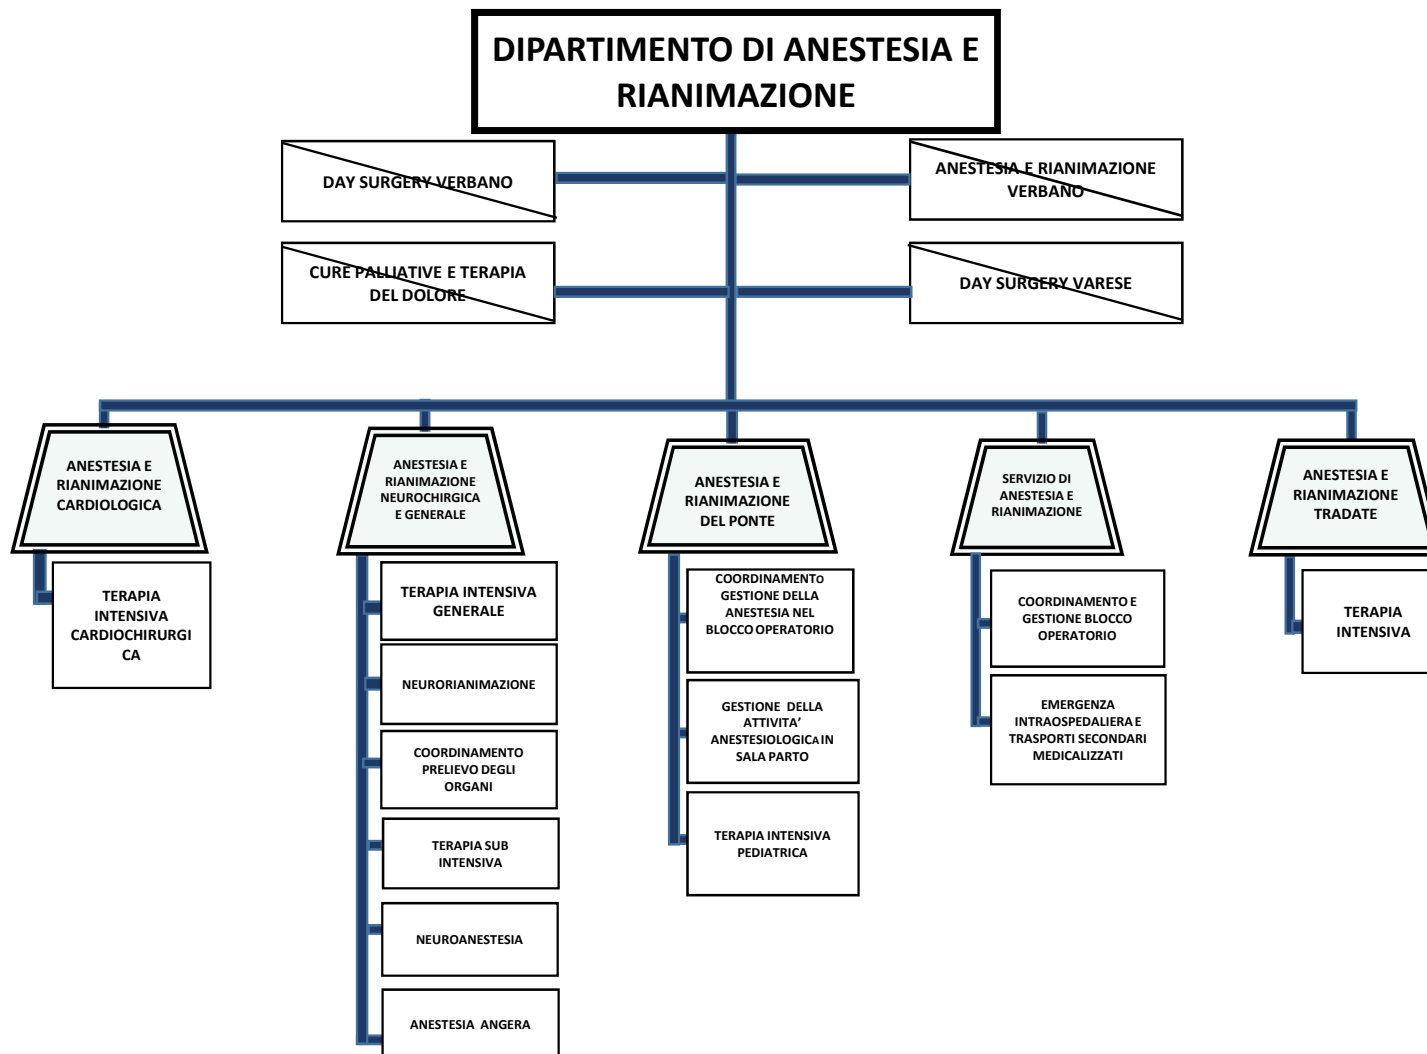 DIPARTIMENTO DI ANESTESIA E
RIANIMAZIONE
DAY SURGERY VERBANO
ANESTESIA E RIANIMAZIONE
VERBANO
CURE PALLIATIVE E TERAPIA
DEL DOLORE
DAY SURGERY VARESE
ANESTESIA E
RIANIMAZIONE
CARDIOLOGICA
TERAPIA
INTENSIVA
CARDIOCHIRURGI
CA
ANESTESIA E
RIANIMAZIONE
NEUROCHIRGICA
E GENERALE
TERAPIA INTENSIVA
GENERALE
NEURORIANIMAZIONE
COORDINAMENTO
PRELIEVO DEGLI
ORGANI
TERAPIA SUB
INTENSIVA
NEUROANESTESIA
ANESTESIA ANGERA
ANESTESIA E
RIANIMAZIONE
DEL PONTE
COORDINAMENTO
GESTIONE DELLA
ANESTESIA NEL
BLOCCO OPERATORIO
GESTIONE DELLA
ATTIVITA’
ANESTESIOLOGICA IN
SALA PARTO
TERAPIA INTENSIVA
PEDIATRICA
SERVIZIO DI
ANESTESIA E
RIANIMAZIONE
COORDINAMENTO E
GESTIONE BLOCCO
OPERATORIO
EMERGENZA
INTRAOSPEDALIERA E
TRASPORTI SECONDARI
MEDICALIZZATI
ANESTESIA E
RIANIMAZIONE
TRADATE
TERAPIA
INTENSIVA